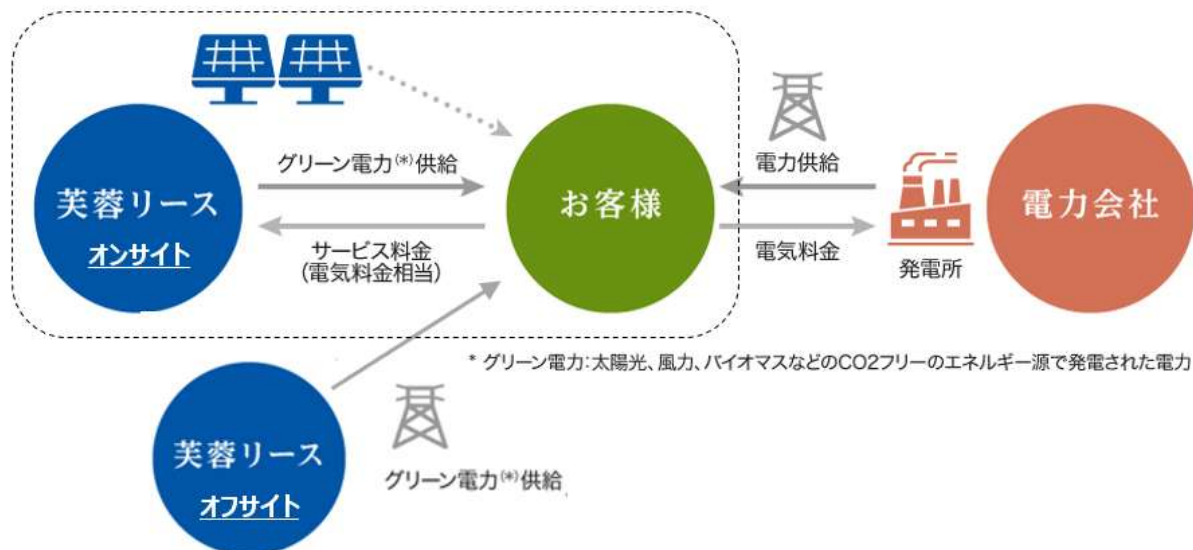 芙蓉リース
オンサイト
グリーン電力(*)供給
サービス料金
(電気料金相当)
お客様
電力供給
電気料金
発電所
電力会社
* グリーン電力:太陽光、風力、バイオマスなどのCO2フリーのエネルギー源で発電された電力
芙蓉リース
オフサイト
グリーン電力(*)供給